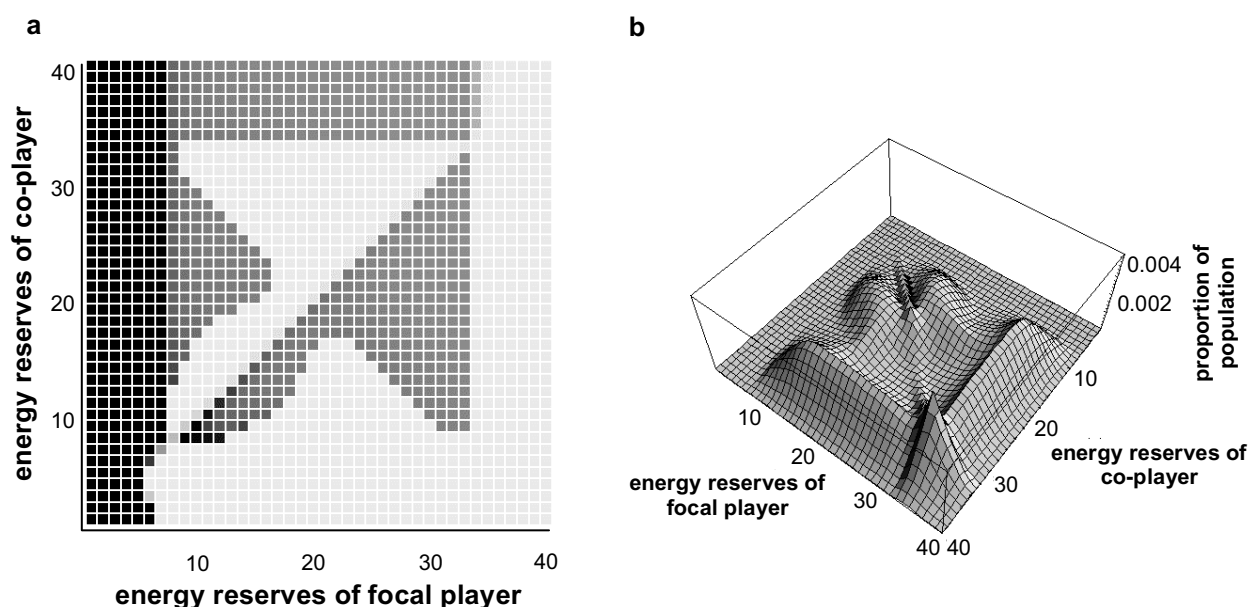 a
b
40
30
20
10
energy reserves of co-player
10
20
30
40
energy reserves of focal player
0.004
0.002
proportion of
population
10
20
30
40
10
20
30
40
energy reserves of
focal player
energy reserves of
co-player